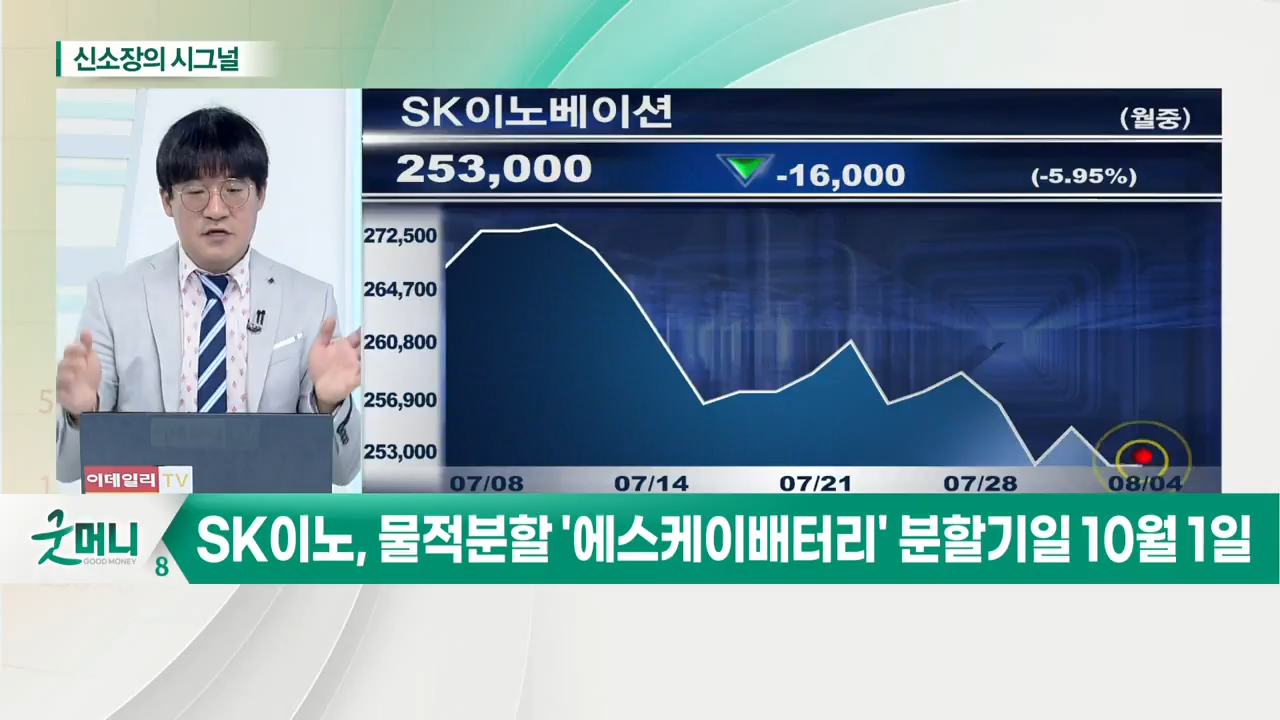 신소장의 시그널
SK이노베이션
(월중)
253,000
-16,000
(-5.95%)
272,500
264,700
260,800
256,900
253,000
07/08
07/14
07/21
07/28
08/04
이데일리 TV
굿머니
GOOD MONEY
8
SK이노, 물적분할 '에스케이배터리' 분할기일 10월 1일